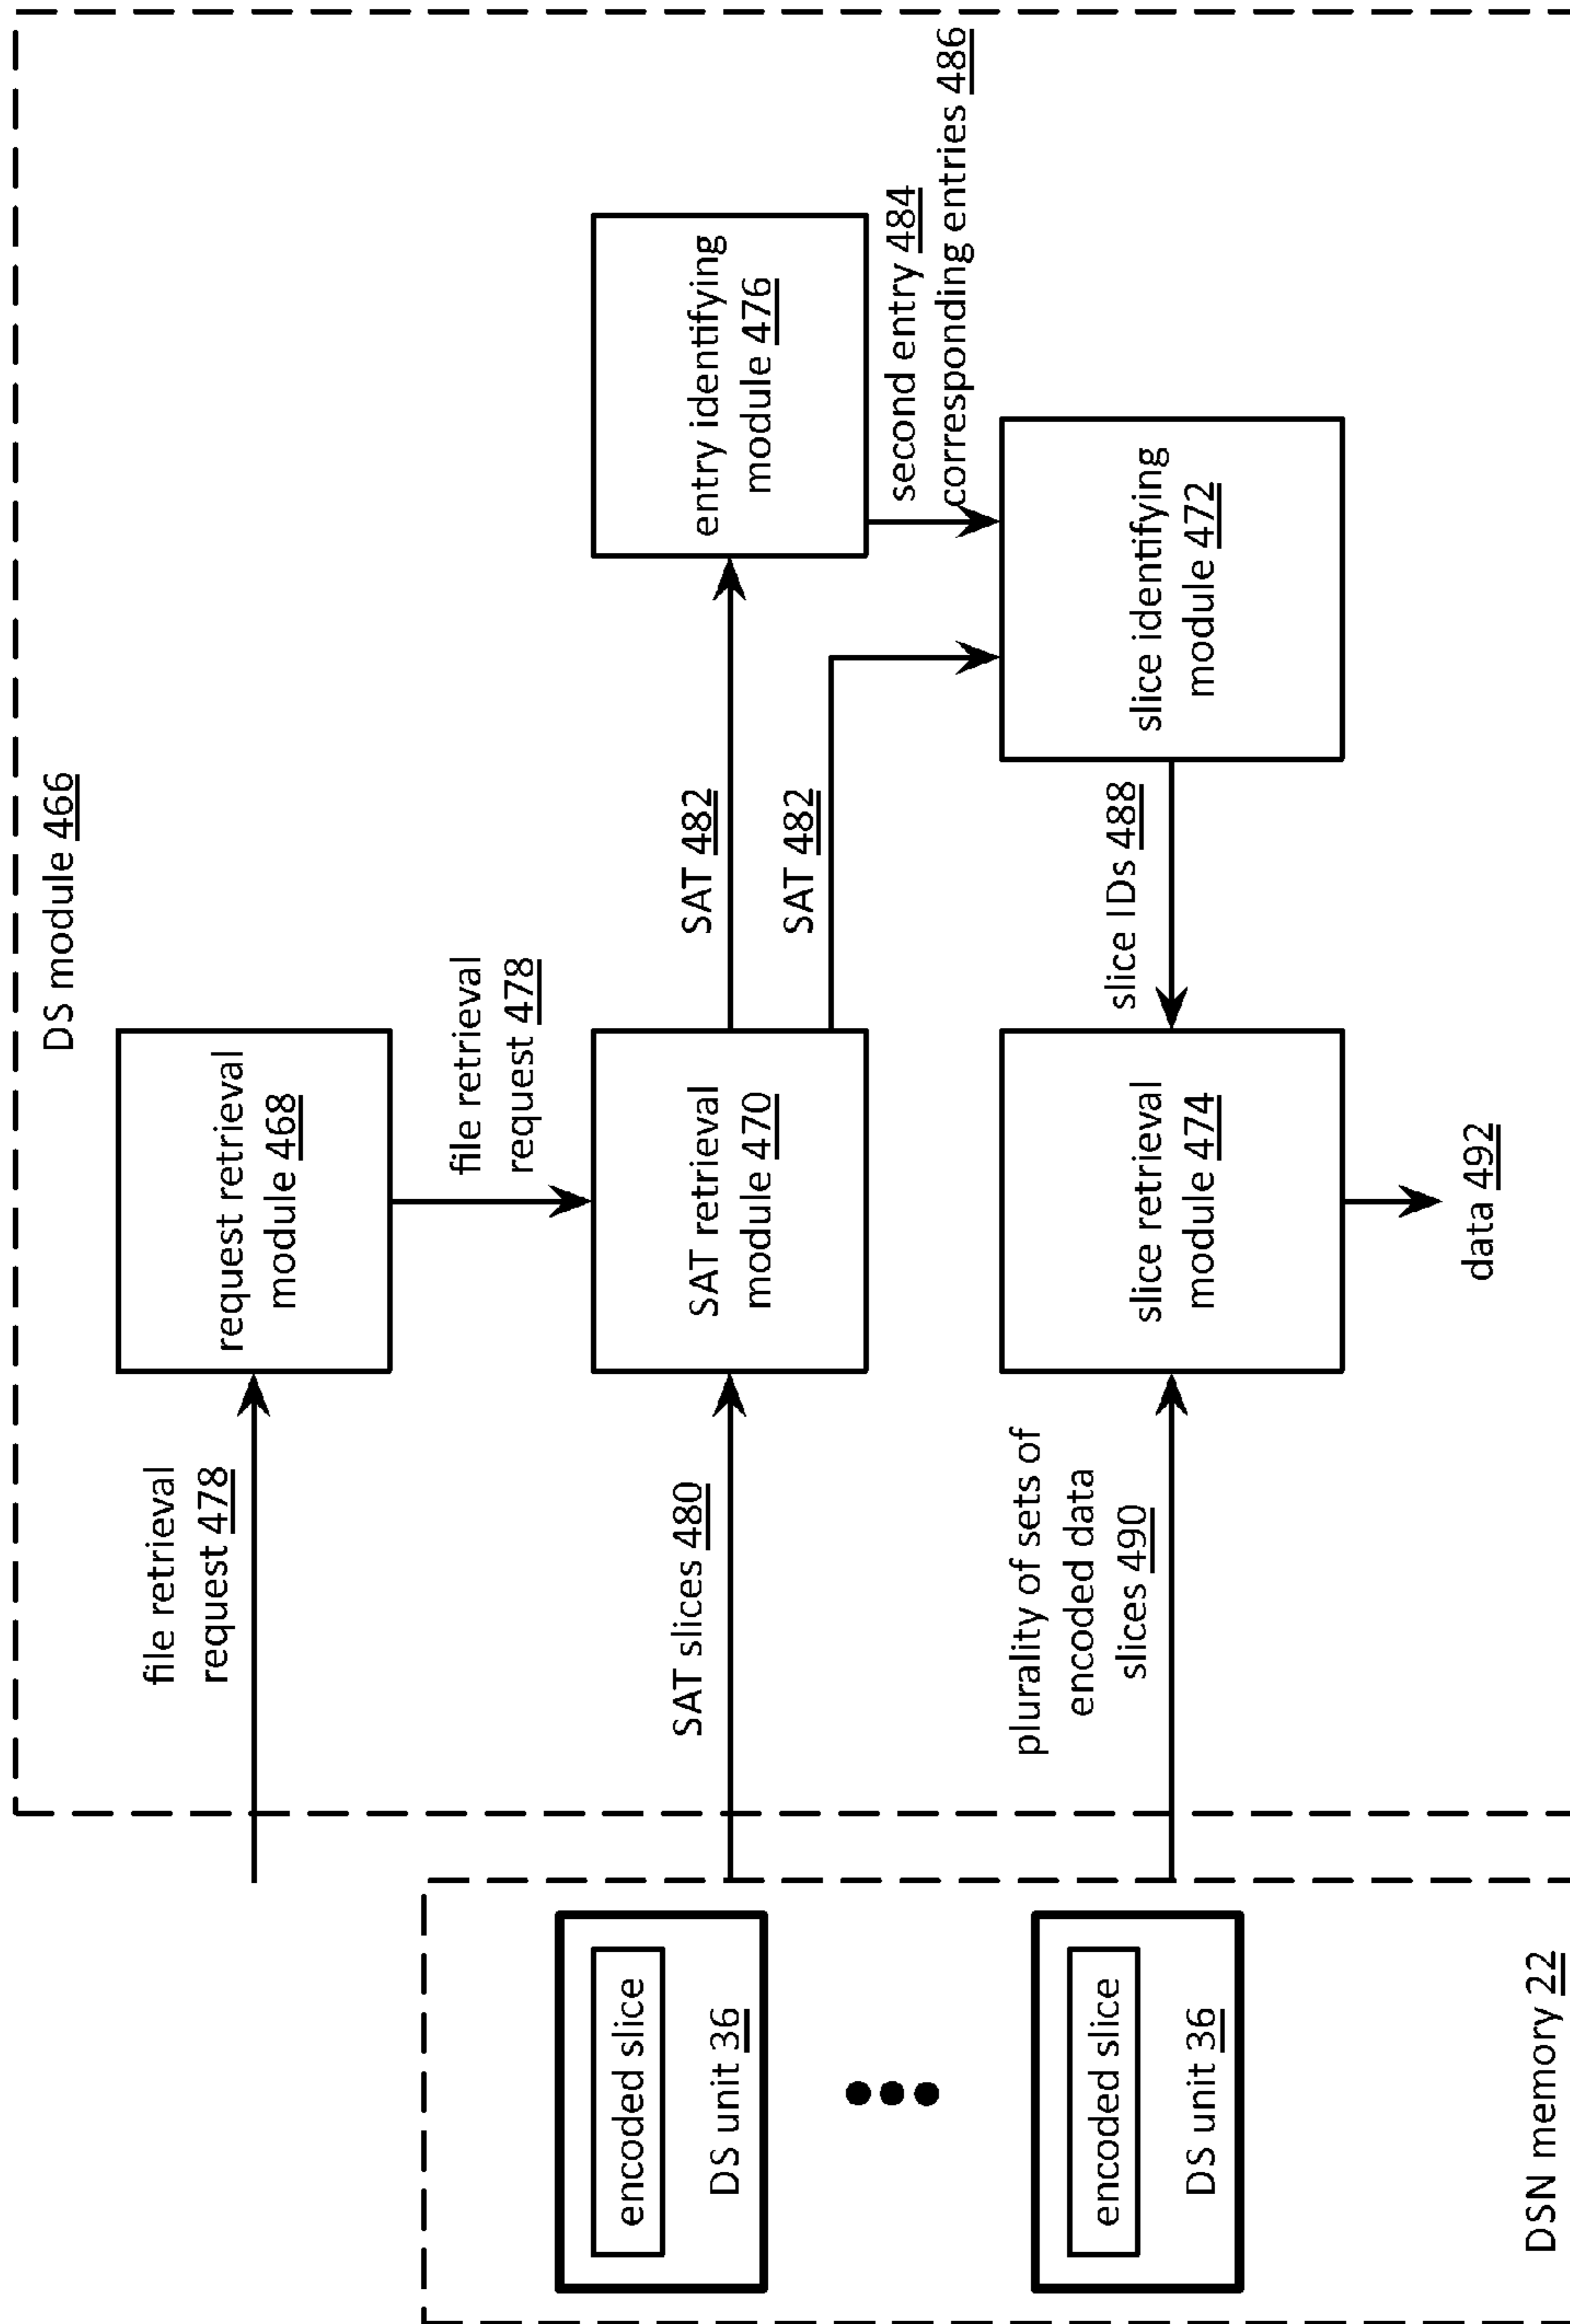 DS module 466
file retrieval
request 478
request retrieval
module 468
file retrieval
request 478
SAT slices 480
SAT retrieval
module 470
SAT 482
SAT 482
entry identifying
module 476
second entry 484
corresponding entries 486
plurality of sets of
encoded data
slices 490
slice retrieval
module 474
slice IDs 488
slice identifying
module 472
data 492
encoded slice
DS unit 36
encoded slice
DS unit 36
DSN memory 22